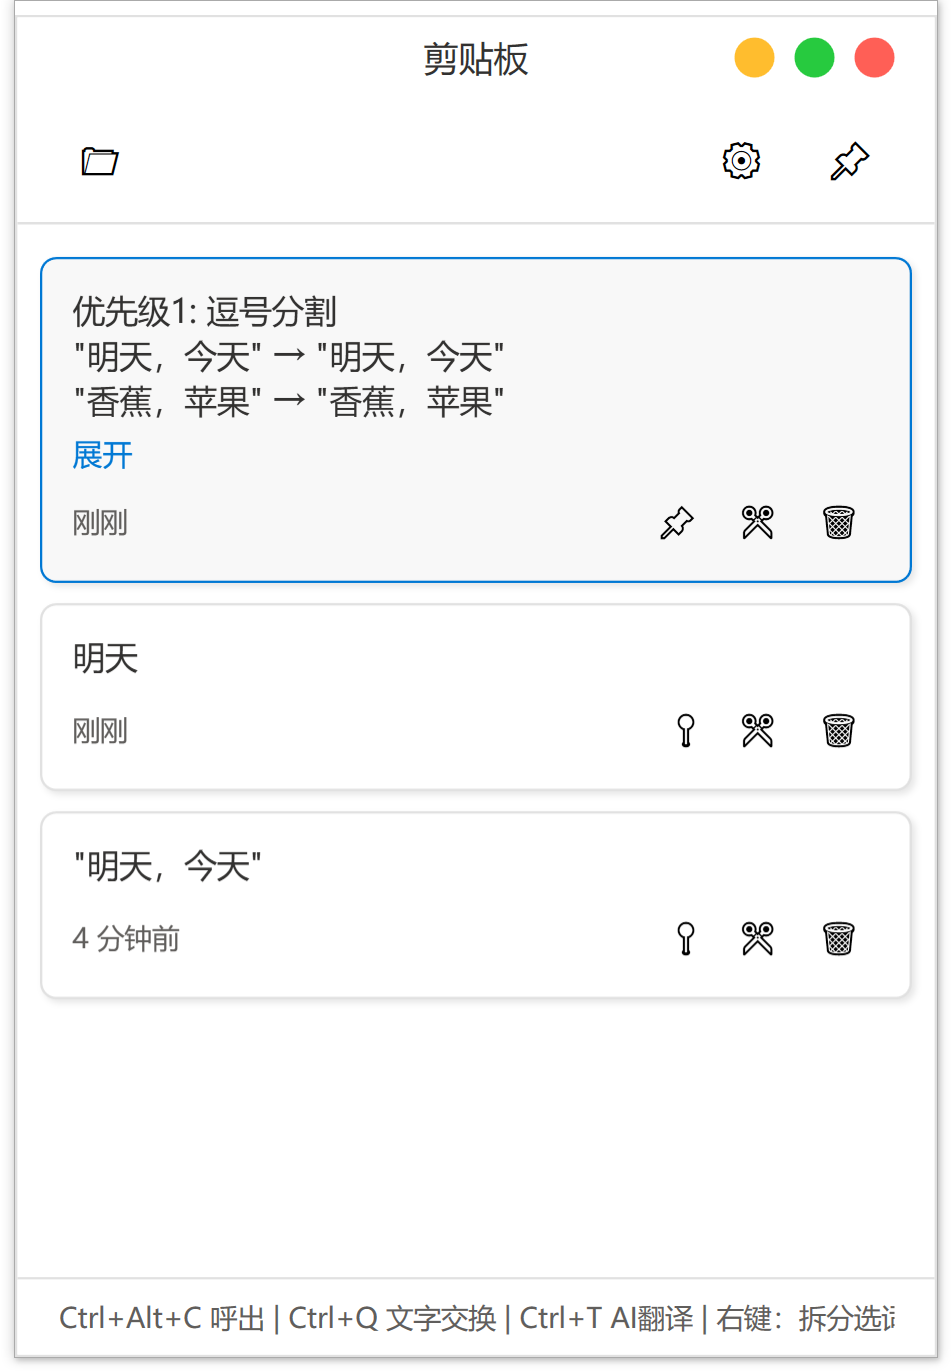 剪贴板
优先级1: 逗号分割
"明天，今天" → "明天，今天"
"香蕉，苹果" → "香蕉，苹果"
展开
刚刚
明天
刚刚
"明天，今天"
4 分钟前
Ctrl+Alt+C 呼出 | Ctrl+Q 文字交换 | Ctrl+T AI翻译 | 右键：拆分选